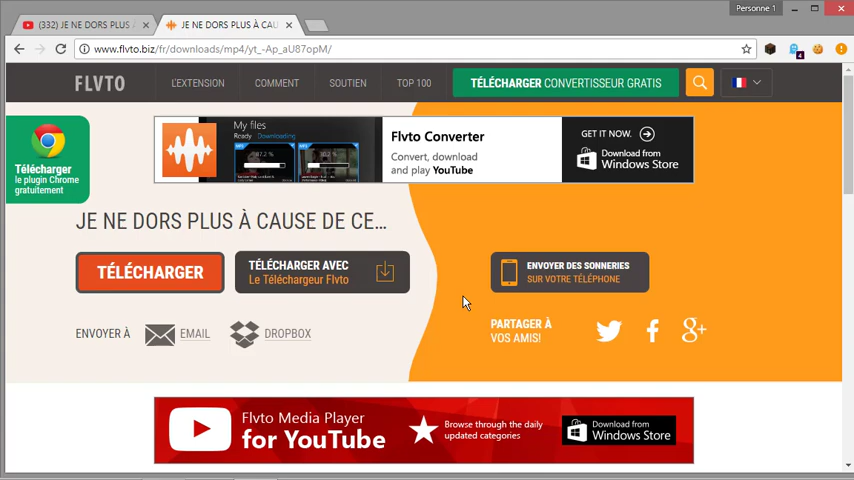 Personne 1
(332) JE NE DORS PLUS À
JE NE DORS PLUS À CAU
www.flvto.biz/fr/downloads/mp4/yt_-Ap_aU87opM/
4
FLVTO
L'EXTENSION
COMMENT
SOUTIEN
TOP 100
TÉLÉCHARGER CONVERTISSEUR GRATIS
Télécharger
le plugin Chrome
gratuitement
My files
Ready Downloading
87.2 %
Flvto Converter
Convert, download
and play YouTube
GET IT NOW.
Download from
Windows Store
JE NE DORS PLUS À CAUSE DE CE...
TÉLÉCHARGER
TÉLÉCHARGER AVEC
Le Téléchargeur Flvto
ENVOYER DES SONNERIES
SUR VOTRE TÉLÉPHONE
ENVOYER À
EMAIL
DROPBOX
PARTAGER À
VOS AMIS!
Flvto Media Player
for YouTube
Browse through the daily
updated categories
Download from
Windows Store